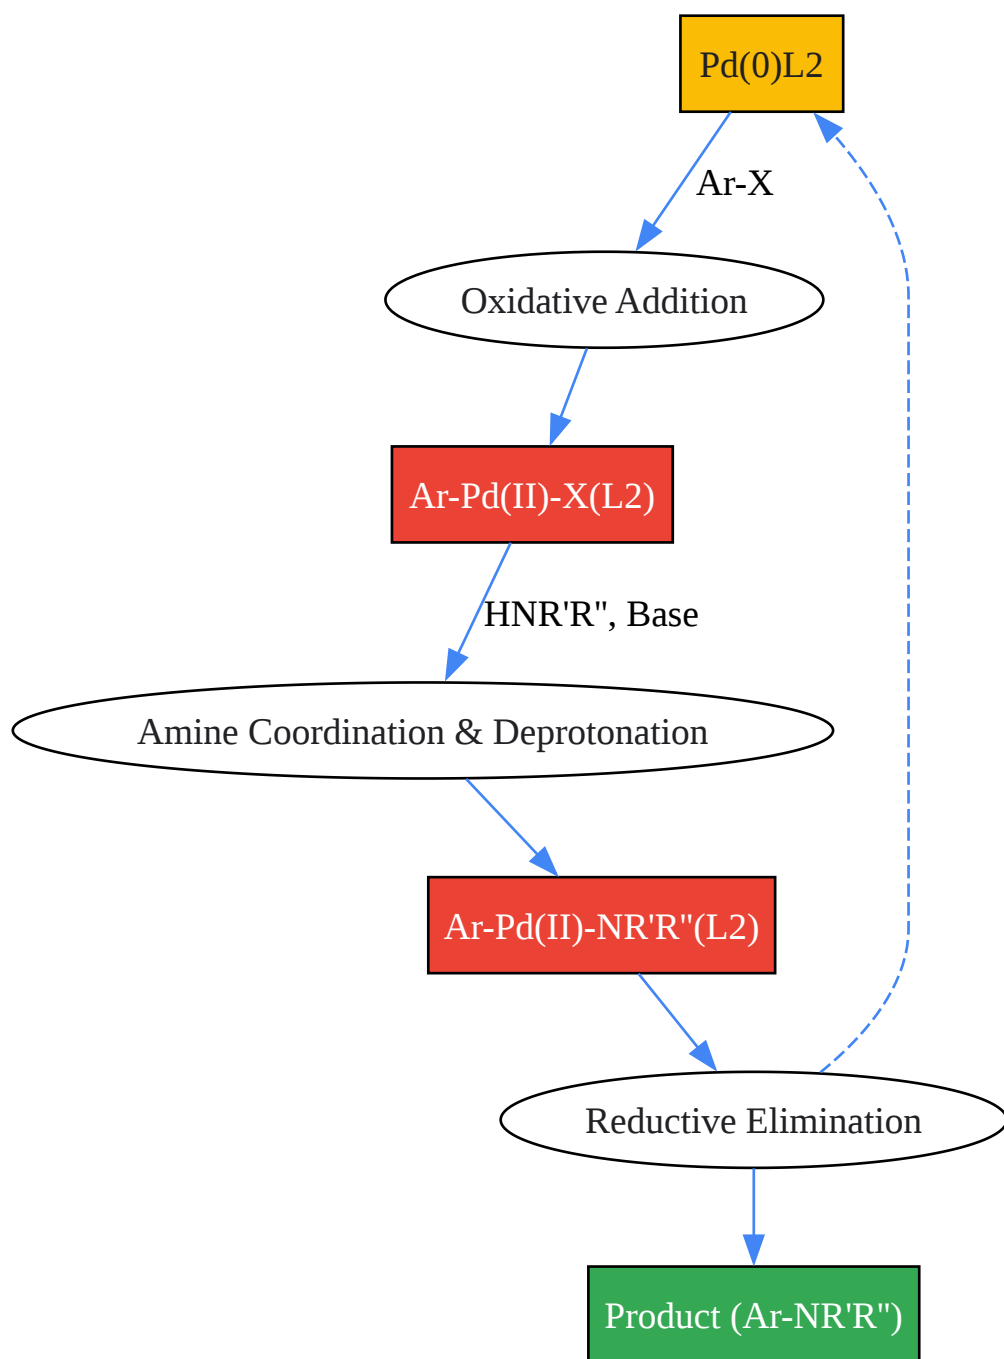 Pd(0)L2
Ar-X
Oxidative Addition
Ar-Pd(II)-X(L2)
HNR'R", Base
Amine Coordination & Deprotonation
Ar-Pd(II)-NR'R"(L2)
Reductive Elimination
Product (Ar-NR'R")